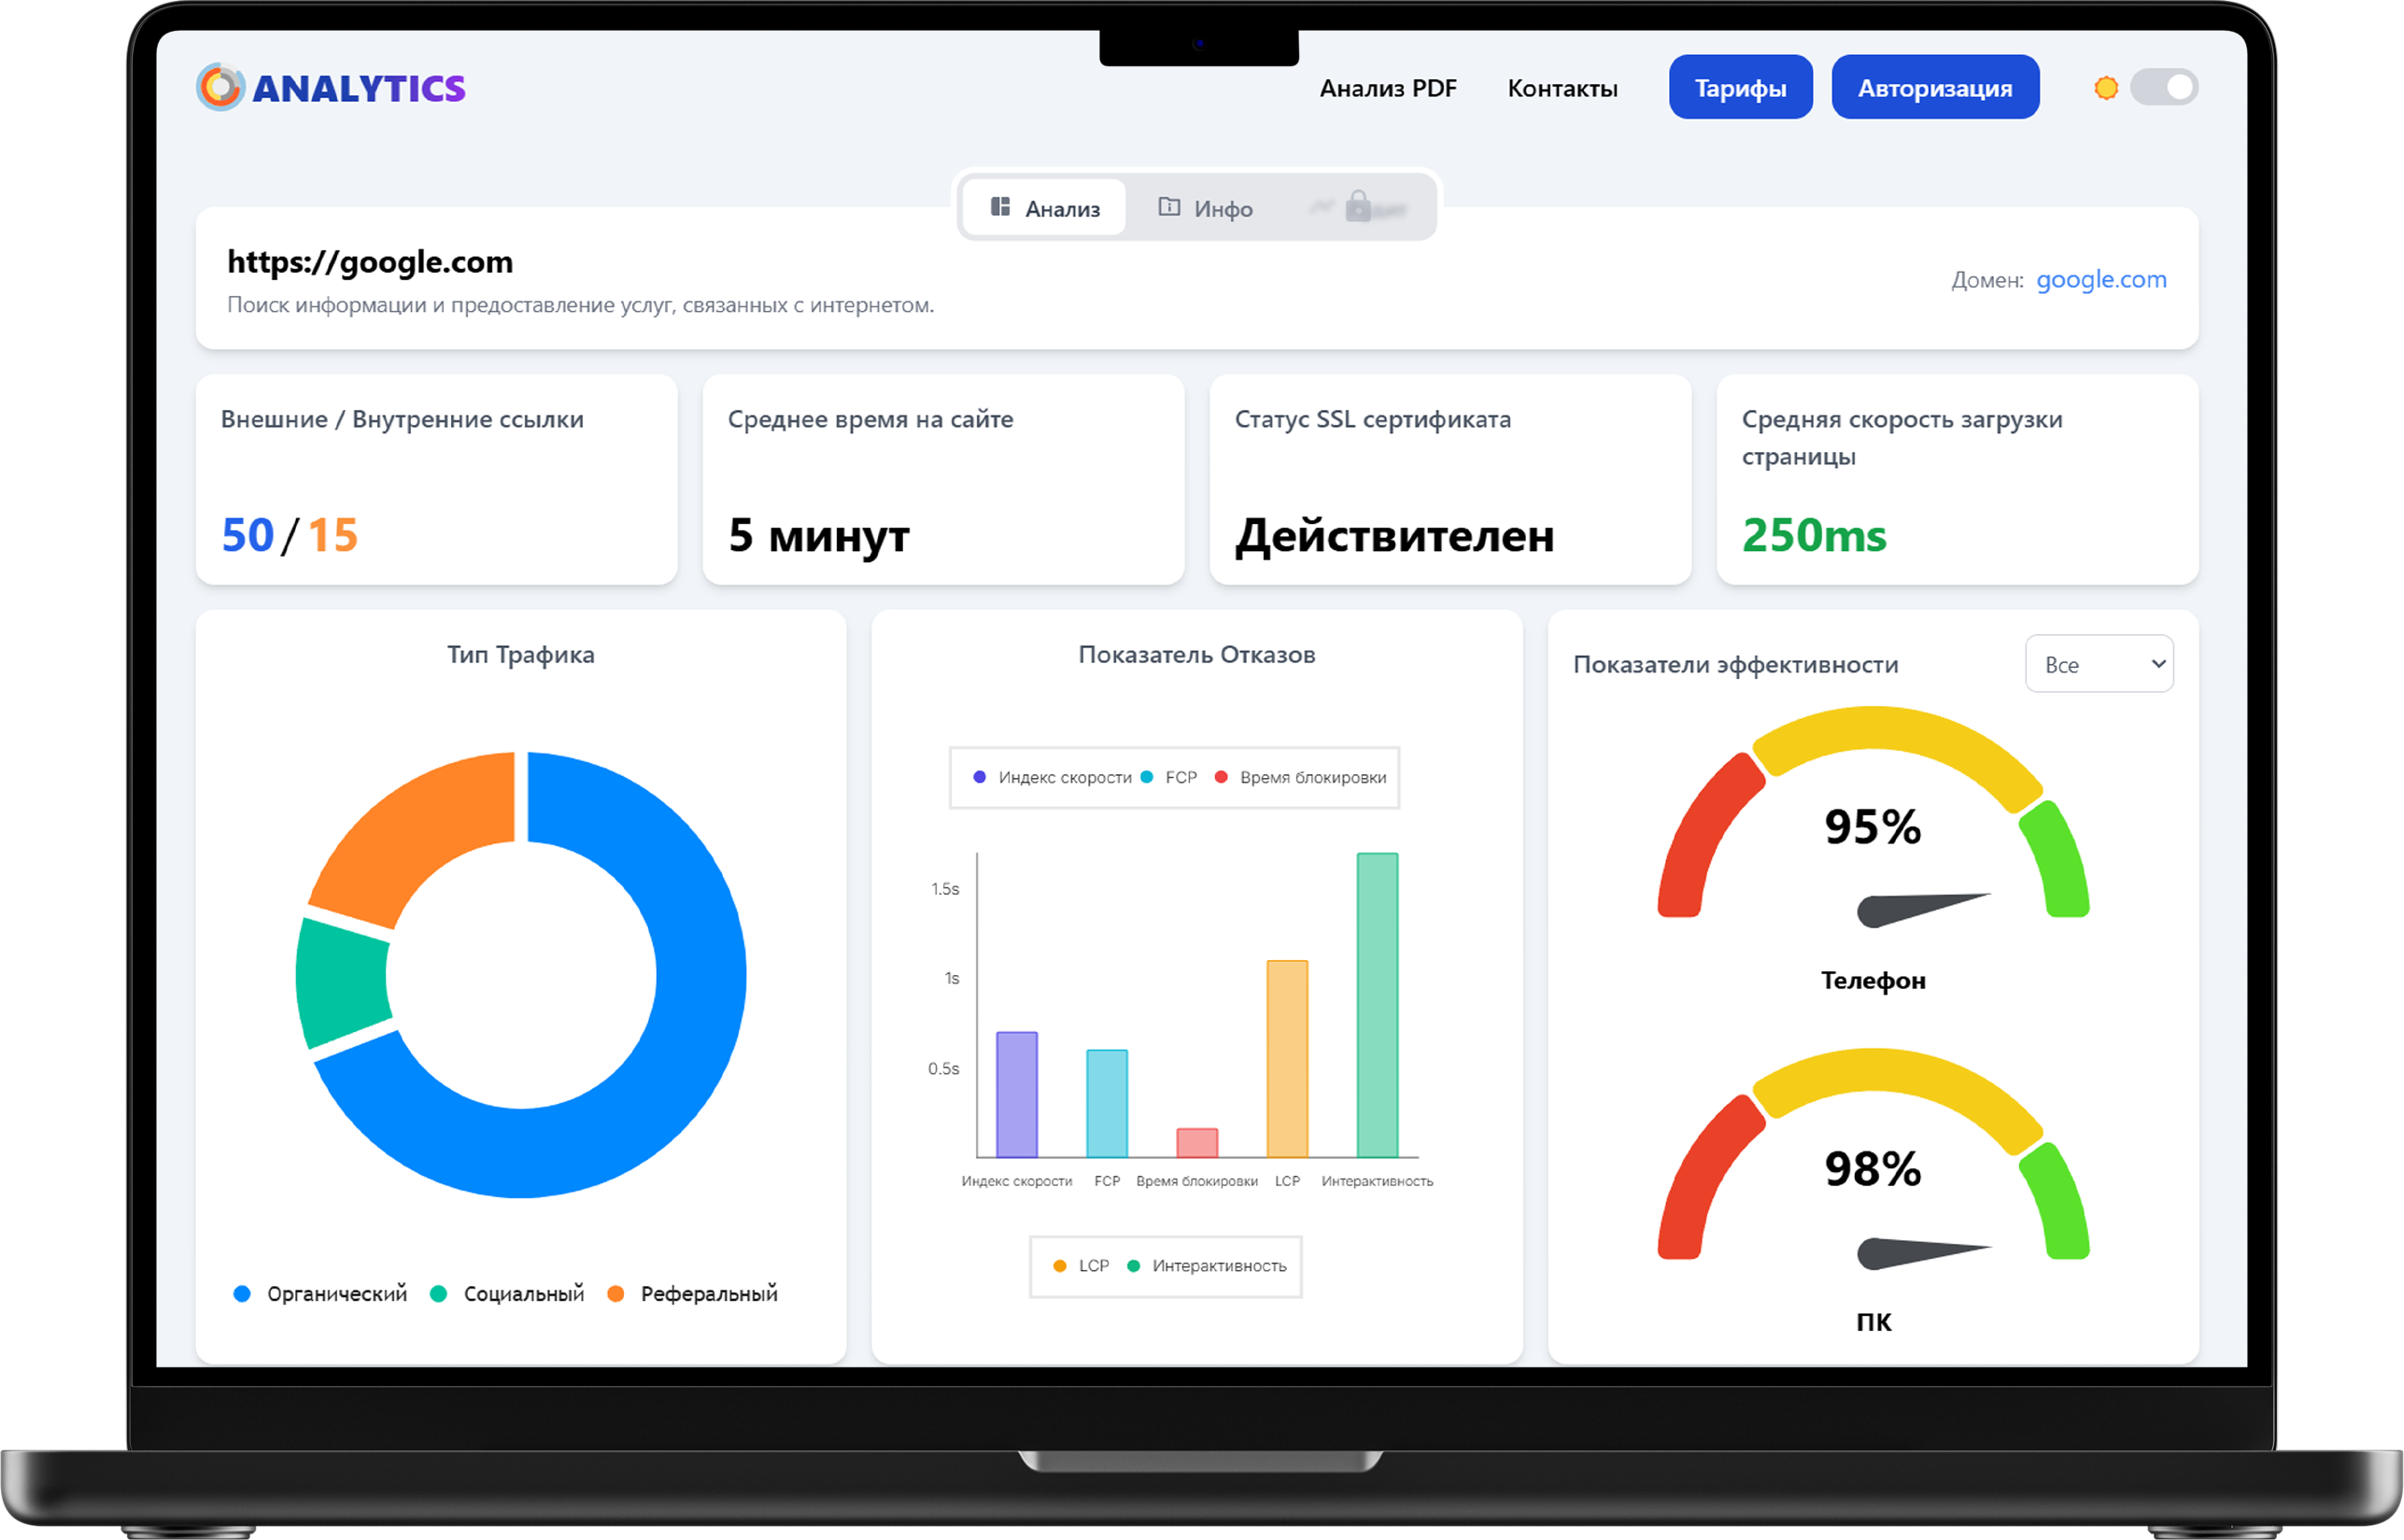 ANALYTICS
Анализ PDF
Контакты
Тарифы
Авторизация
Анализ
Инфо
https://google.com
Поиск информации и предоставление услуг, связанных с интернетом.
Домен: google.com
Внешние / Внутренние ссылки
50 / 15
Среднее время на сайте
5 минут
Статус SSL сертификата
Действителен
Средняя скорость загрузки
страницы
250ms
Тип Трафика
Органический Социальный Реферальный
Показатель Отказов
Индекс скорости FCP Время блокировки
1.5s
1s
0.5s
Индекс скорости FCP Время блокировки LCP Интерактивность
LCP Интерактивность
Показатели эффективности
Все
95%
Телефон
98%
ПК